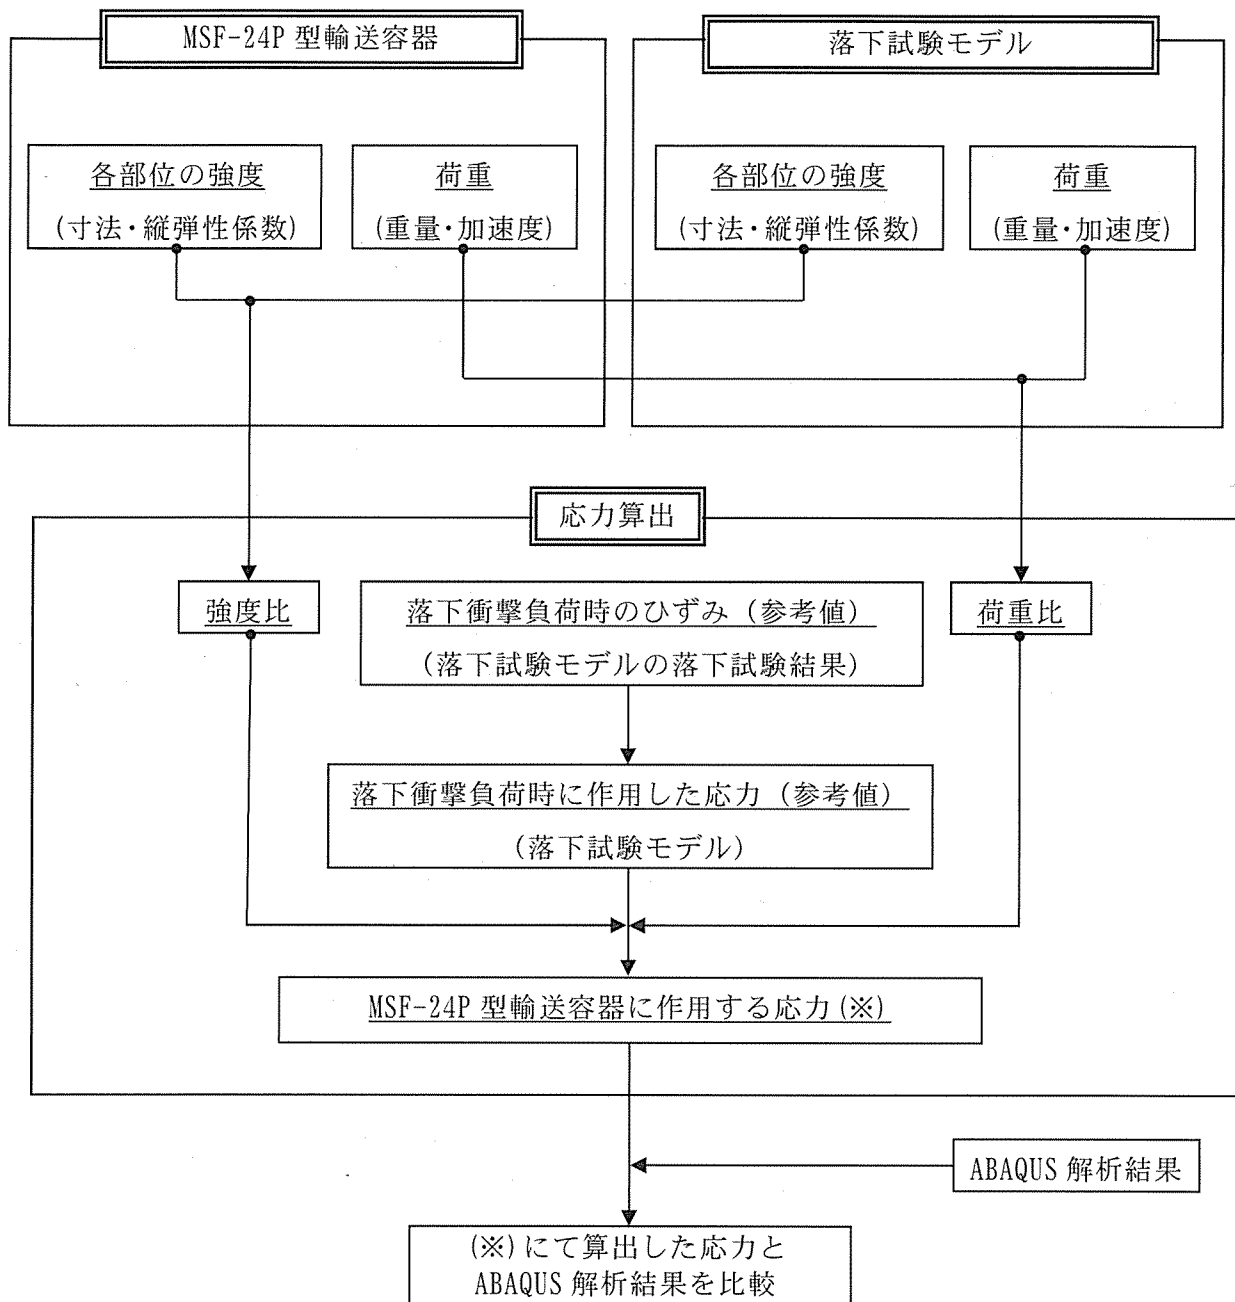 MSF-24P 型輸送容器
落下試験モデル
各部位の強度
(寸法・縦弾性係数)
荷重
(重量・加速度)
各部位の強度
(寸法・縦弾性係数)
荷重
(重量・加速度)
応力算出
強度比
落下衝撃負荷時のひずみ (参考値)
(落下試験モデルの落下試験結果)
荷重比
落下衝撃負荷時に作用した応力 (参考値)
(落下試験モデル)
MSF-24P 型輸送容器に作用する応力(※)
ABAQUS 解析結果
(※)にて算出した応力と
ABAQUS 解析結果を比較